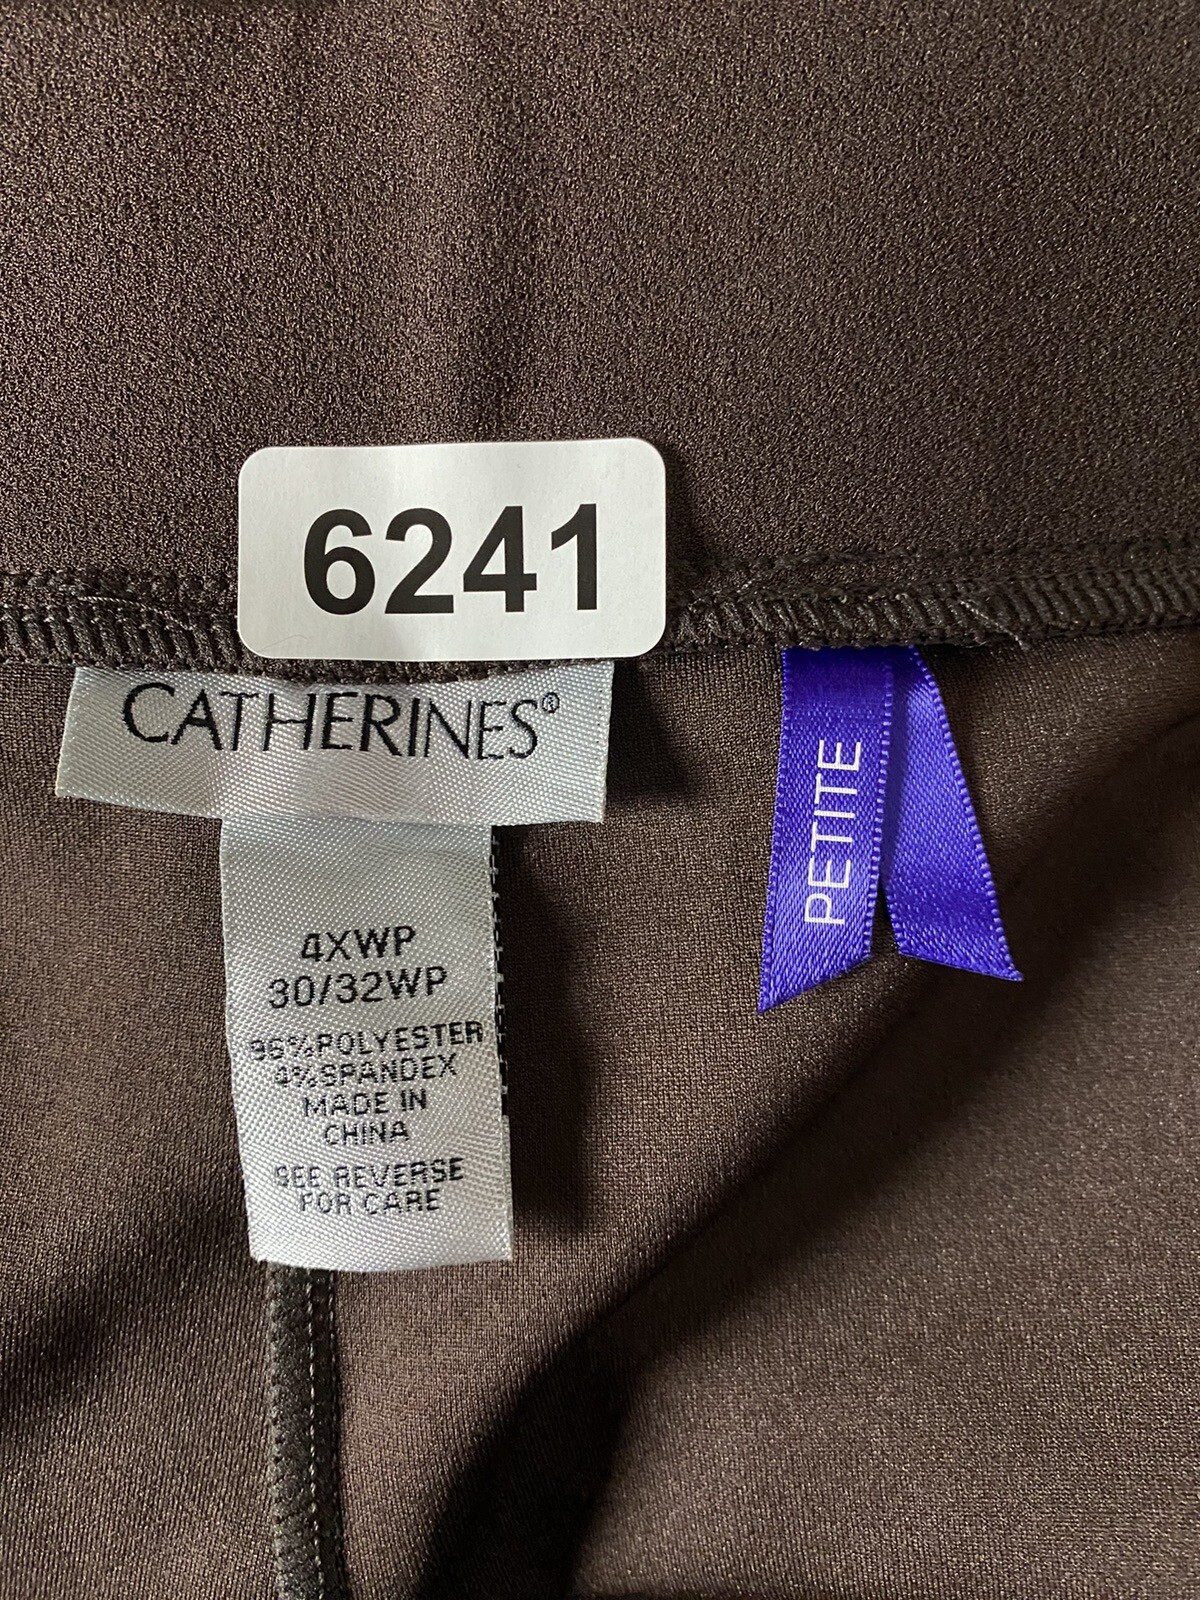 6241
CATHERINES®
PETITE
4XWP
30/32WP
96%POLYESTER
4%SPANDEX
MADE IN
CHINA
SEE REVERSE
FOR CARE